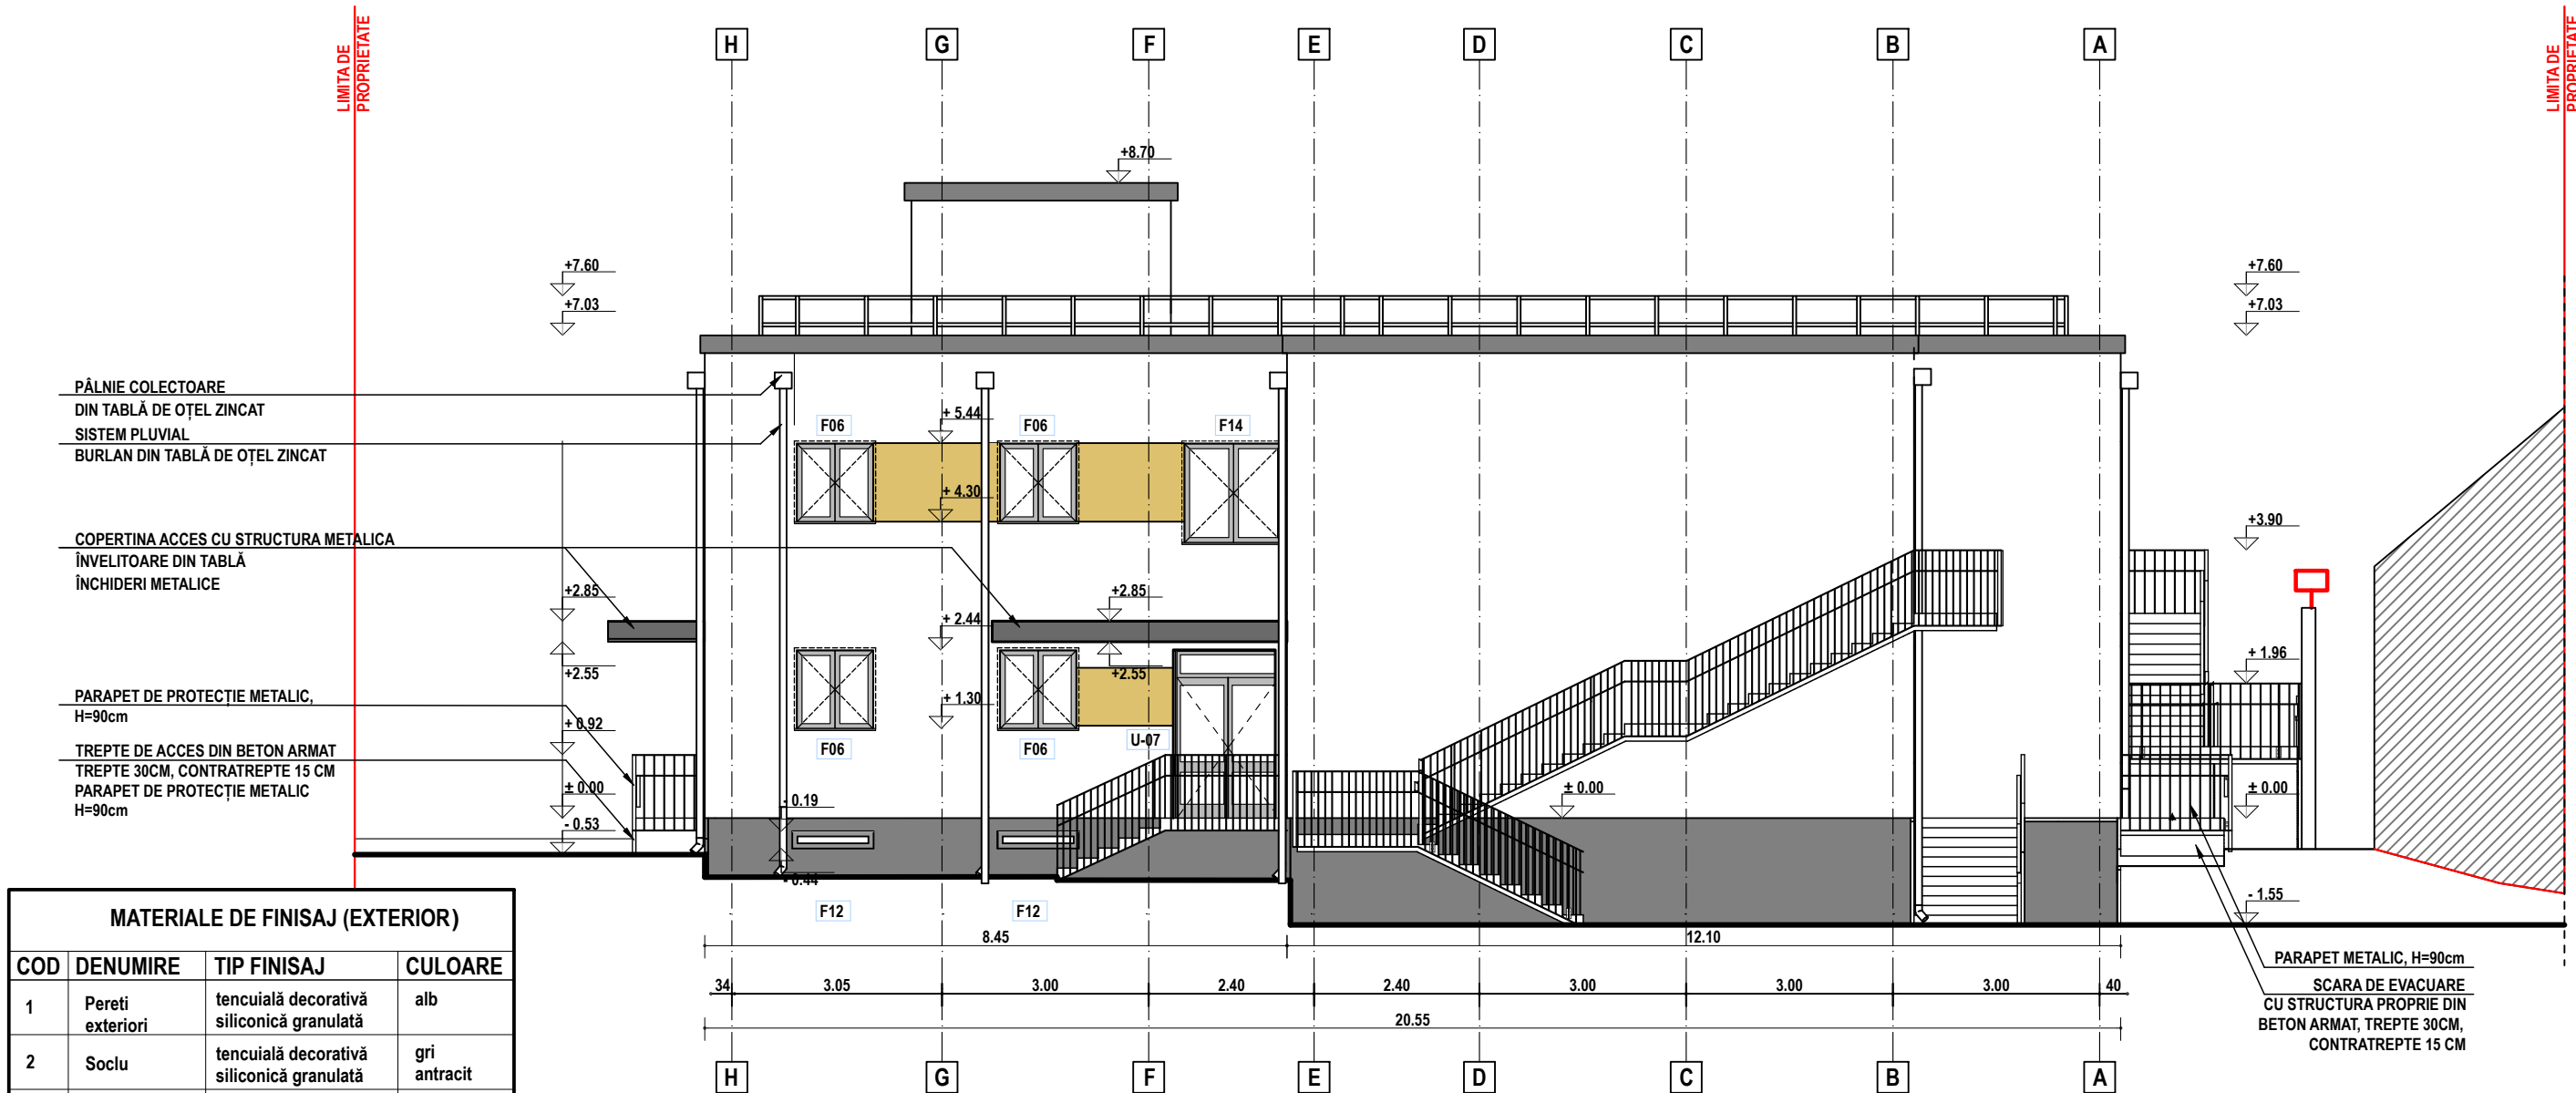 LIMITA DE
PROPRIETATE
LIMITA DE
PROPRIETATE
H
G
F
E
D
C
B
A
+8.70
+7.60
+7.03
+7.60
+7.03
PÂLNIE COLECTOARE
DIN TABLĂ DE OȚEL ZINCAT
SISTEM PLUVIAL
BURLAN DIN TABLĂ DE OȚEL ZINCAT
F06
+ 5.44
F06
F14
+ 4.30
+3.90
COPERTINA ACCES CU STRUCTURA METALICA
ÎNVELITOARE DIN TABLĂ
ÎNCHIDERI METALICE
+2.85
+2.85
+ 2.44
+2.55
+2.55
+ 1.96
PARAPET DE PROTECȚIE METALIC,
H=90cm
+ 1.30
+ 0.92
F06
F06
U-07
TREPTE DE ACCES DIN BETON ARMAT
TREPTE 30CM, CONTRATREPTE 15 CM
PARAPET DE PROTECȚIE METALIC
H=90cm
± 0.00
± 0.00
± 0.00
- 0.19
- 0.53
- 0.44
- 1.55
F12
F12
8.45
12.10
34
3.05
3.00
2.40
2.40
3.00
3.00
3.00
40
20.55
PARAPET METALIC, H=90cm
SCARA DE EVACUARE
CU STRUCTURA PROPRIE DIN
BETON ARMAT, TREPTE 30CM,
CONTRATREPTE 15 CM
MATERIALE DE FINISAJ (EXTERIOR)
COD DENUMIRE TIP FINISAJ CULOARE
1 Pereti exteriori tencuială decorativă siliconică granulată alb
2 Soclu tencuială decorativă siliconică granulată gri antracit
H
G
F
E
D
C
B
A